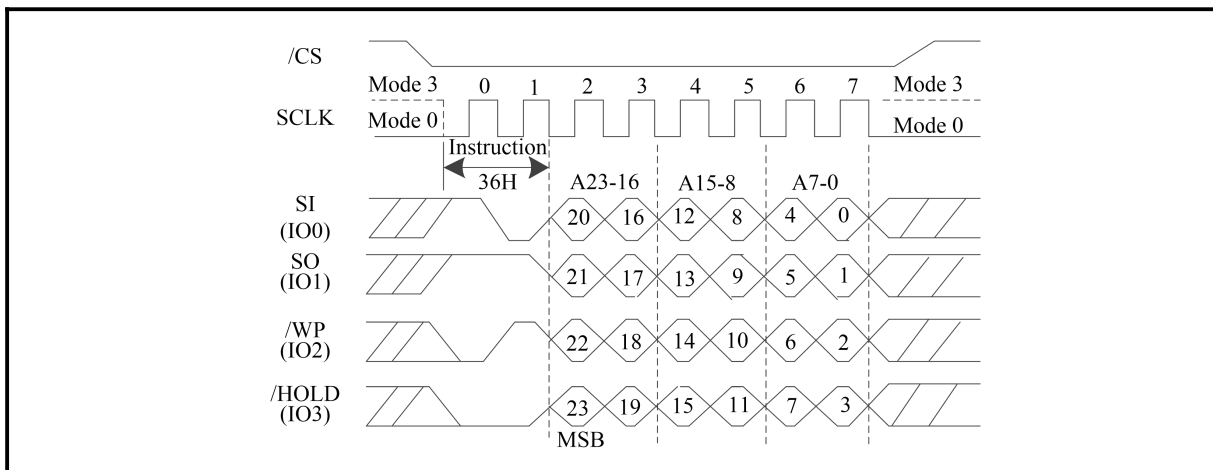 /CS
Mode 3 0 1 2 3 4 5 6 7 Mode 3
SCLK Mode 0 Mode 0
Instruction
36H A23-16 A15-8 A7-0
SI
(IO0) 20 16 12 8 4 0
SO
(IO1) 21 17 13 9 5 1
/WP
(IO2) 22 18 14 10 6 2
/HOLD
(IO3) 23 19 15 11 7 3
MSB